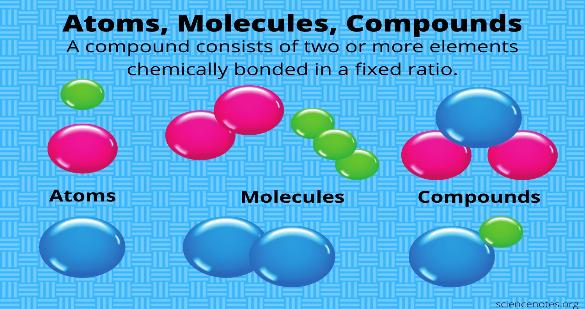 Atoms, Molecules, Compounds
A compound consists of two or more elements
chemically bonded in a fixed ratio.
Atoms
Molecules
Compounds
sciencenotes.org